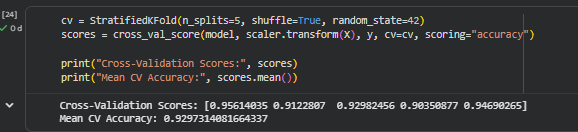 [24]
0 d
cv = StratifiedKFold(n_splits=5, shuffle=True, random_state=42)
scores = cross_val_score(model, scaler.transform(X), y, cv=cv, scoring="accuracy")
print("Cross-Validation Scores:", scores)
print("Mean CV Accuracy:", scores.mean())
Cross-Validation Scores: [0.95614035 0.9122807  0.92982456 0.90350877 0.94690265]
Mean CV Accuracy: 0.9297314081664337